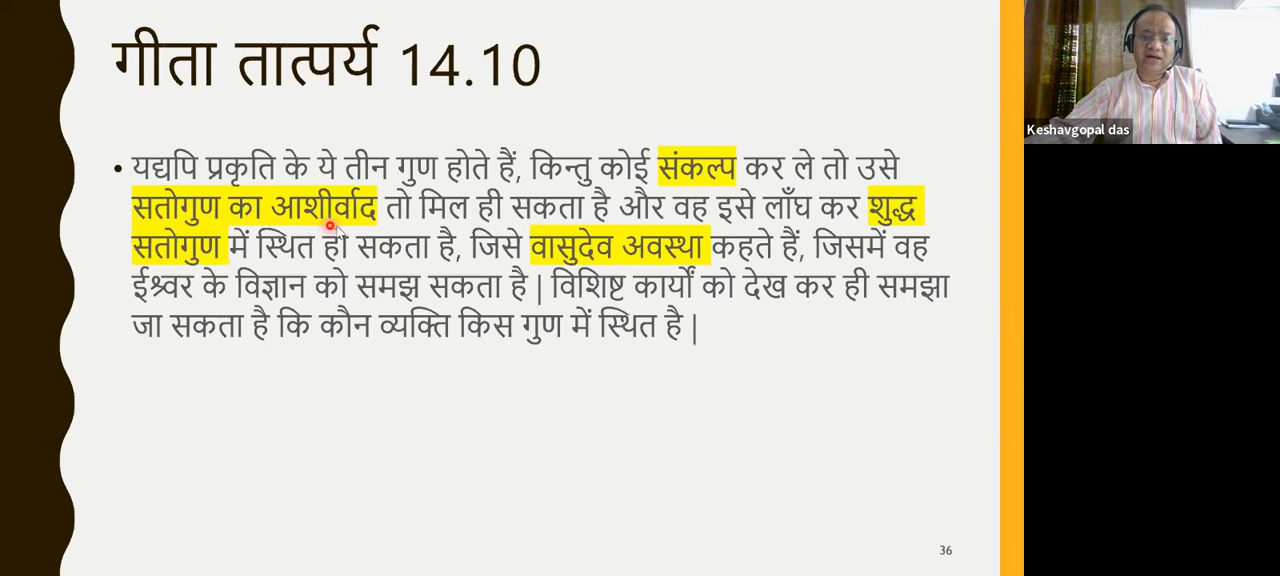 गीता तात्पर्य 14.10
• यद्यपि प्रकृति के ये तीन गुण होते हैं, किन्तु कोई संकल्प कर ले तो उसे
सतोगुण का आशीर्वाद तो मिल ही सकता है और वह इसे लाँघ कर शुद्ध
सतोगुण में स्थित हो सकता है, जिसे वासुदेव अवस्था कहते हैं, जिसमें वह
ईश्र्वर के विज्ञान को समझ सकता है | विशिष्ट कार्यों को देख कर ही समझा
जा सकता है कि कौन व्यक्ति किस गुण में स्थित है |
36
Keshavgopal das